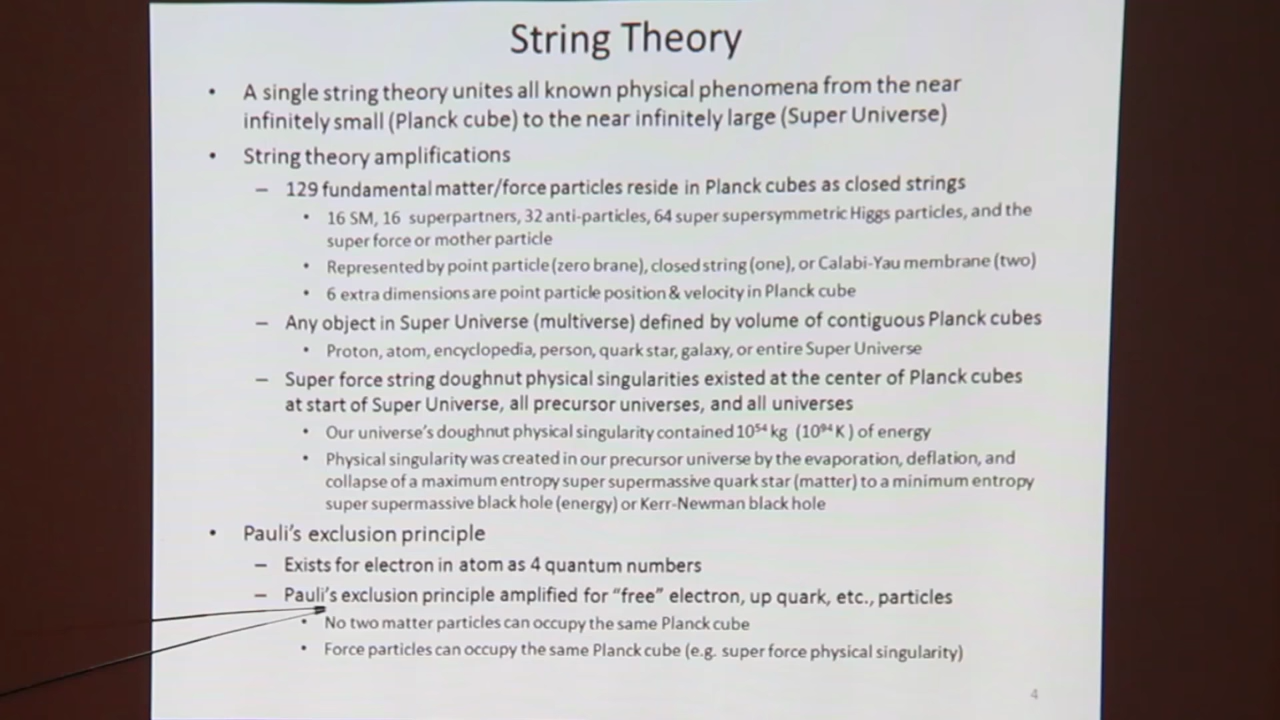 String Theory
• A single string theory unites all known physical phenomena from the near
infinitely small (Planck cube) to the near infinitely large (Super Universe)
• String theory amplifications
– 129 fundamental matter/force particles reside in Planck cubes as closed strings
• 16 SM, 16 superpartners, 32 anti-particles, 64 super supersymmetric Higgs particles, and the
super force or mother particle
• Represented by point particle (zero brane), closed string (one), or Calabi-Yau membrane (two)
• 6 extra dimensions are point particle position & velocity in Planck cube
– Any object in Super Universe (multiverse) defined by volume of contiguous Planck cubes
• Proton, atom, encyclopedia, person, quark star, galaxy, or entire Super Universe
– Super force string doughnut physical singularities existed at the center of Planck cubes
at start of Super Universe, all precursor universes, and all universes
• Our universe's doughnut physical singularity contained 10⁵⁴ kg (10⁹⁴ K) of energy
• Physical singularity was created in our precursor universe by the evaporation, deflation, and
collapse of a maximum entropy super supermassive quark star (matter) to a minimum entropy
super supermassive black hole (energy) or Kerr-Newman black hole
• Pauli's exclusion principle
– Exists for electron in atom as 4 quantum numbers
– Pauli's exclusion principle amplified for "free" electron, up quark, etc., particles
• No two matter particles can occupy the same Planck cube
• Force particles can occupy the same Planck cube (e.g. super force physical singularity)
4